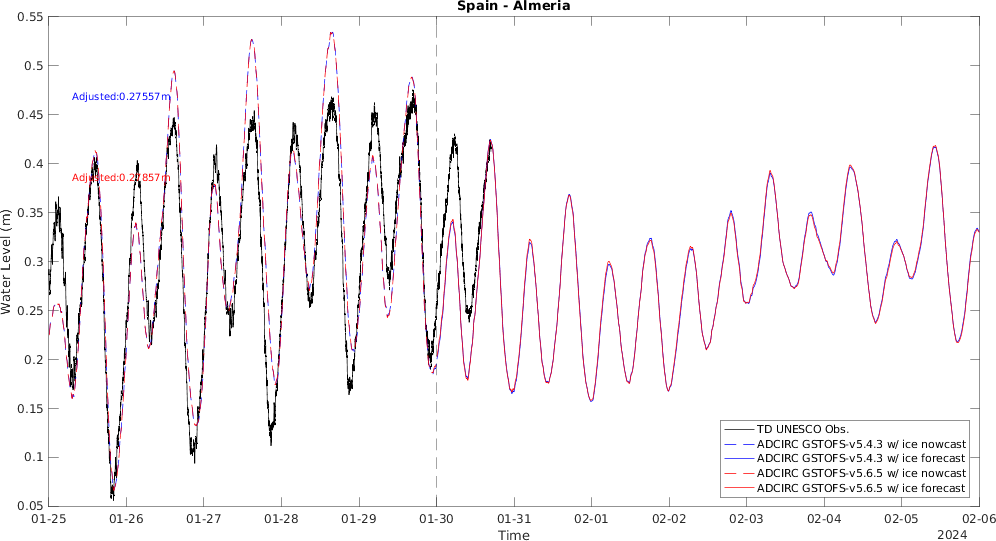 Spain - Almeria
0.55
0.5
0.45
0.4
0.35
0.3
0.25
0.2
0.15
0.1
0.05
Water Level (m)
Adjusted:0.27557m
Adjusted:0.27857m
TD UNESCO Obs.
ADCIRC GSTOFS-v5.4.3 w/ ice nowcast
ADCIRC GSTOFS-v5.4.3 w/ ice forecast
ADCIRC GSTOFS-v5.6.5 w/ ice nowcast
ADCIRC GSTOFS-v5.6.5 w/ ice forecast
01-25 01-26 01-27 01-28 01-29 01-30 01-31 02-01 02-02 02-03 02-04 02-05 02-06
Time
2024